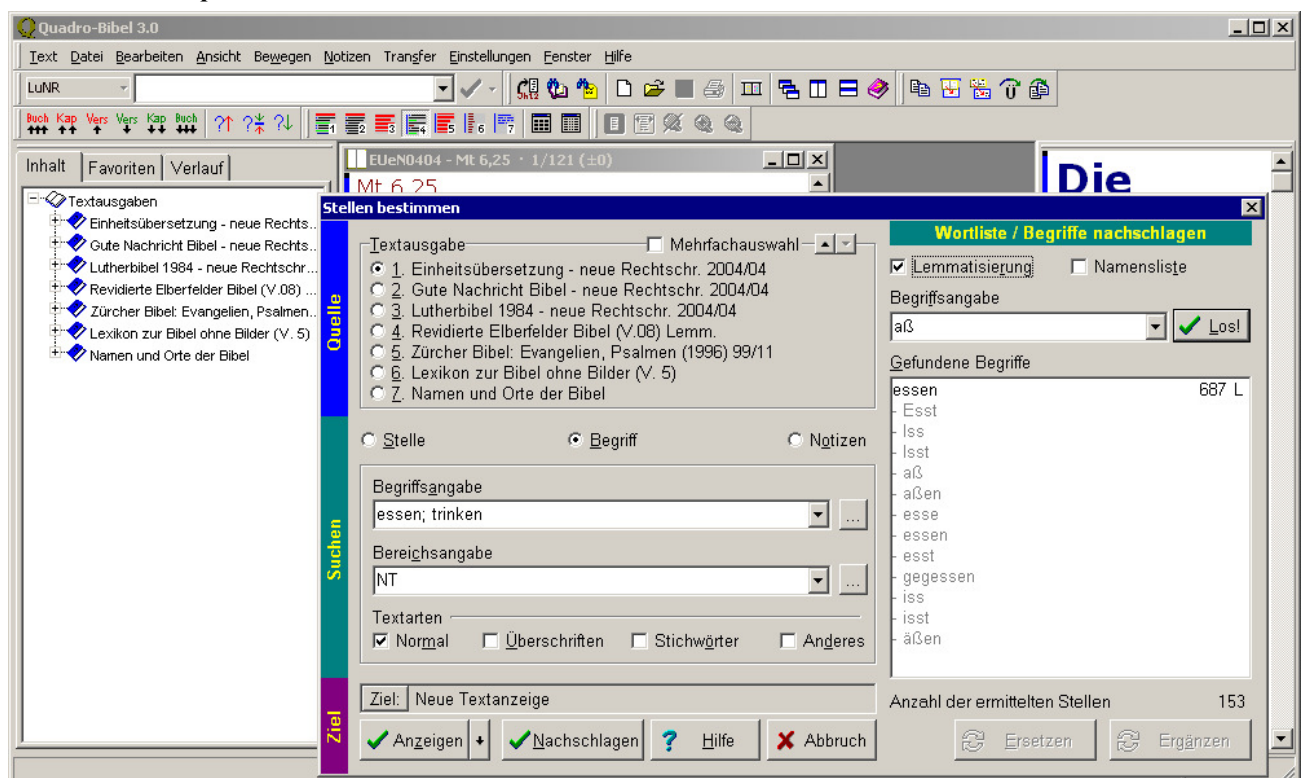 Quadro-Bibel 3.0
Text Datei Bearbeiten Ansicht Bewegen Notizen Transfer Einstellungen Fenster Hilfe
LuNR
Buch Kap Vers Vers Kap Buch
Inhalt Favoriten Verlauf
Textausgaben
Einheitsübersetzung - neue Rechts...
Gute Nachricht Bibel - neue Rechts...
Lutherbibel 1984 - neue Rechtschr...
Revidierte Elberfelder Bibel (V.08) ...
Zürcher Bibel: Evangelien, Psalmen...
Lexikon zur Bibel ohne Bilder (V. 5)
Namen und Orte der Bibel
EUeN0404 - Mt 6,25 · 1/121 (±0)
Mt 6,25
Die
Stellen bestimmen
Quelle
Textausgabe Mehrfachauswahl
1. Einheitsübersetzung - neue Rechtschr. 2004/04
2. Gute Nachricht Bibel - neue Rechtschr. 2004/04
3. Lutherbibel 1984 - neue Rechtschr. 2004/04
4. Revidierte Elberfelder Bibel (V.08) Lemm.
5. Zürcher Bibel: Evangelien, Psalmen (1996) 99/11
6. Lexikon zur Bibel ohne Bilder (V. 5)
7. Namen und Orte der Bibel
Suchen
Stelle Begriff Notizen
Begriffsangabe
essen; trinken ...
Bereichsangabe
NT ...
Textarten
Normal Überschriften Stichwörter Anderes
Ziel
Ziel: Neue Textanzeige
Anzeigen Nachschlagen ? Hilfe Abbruch
Wortliste / Begriffe nachschlagen
Lemmatisierung Namensliste
Begriffsangabe
aß Los!
Gefundene Begriffe
essen 687 L
- Esst
- Iss
- Isst
- aß
- aßen
- esse
- essen
- esst
- gegessen
- iss
- isst
- äßen
Anzahl der ermittelten Stellen 153
Ersetzen Ergänzen